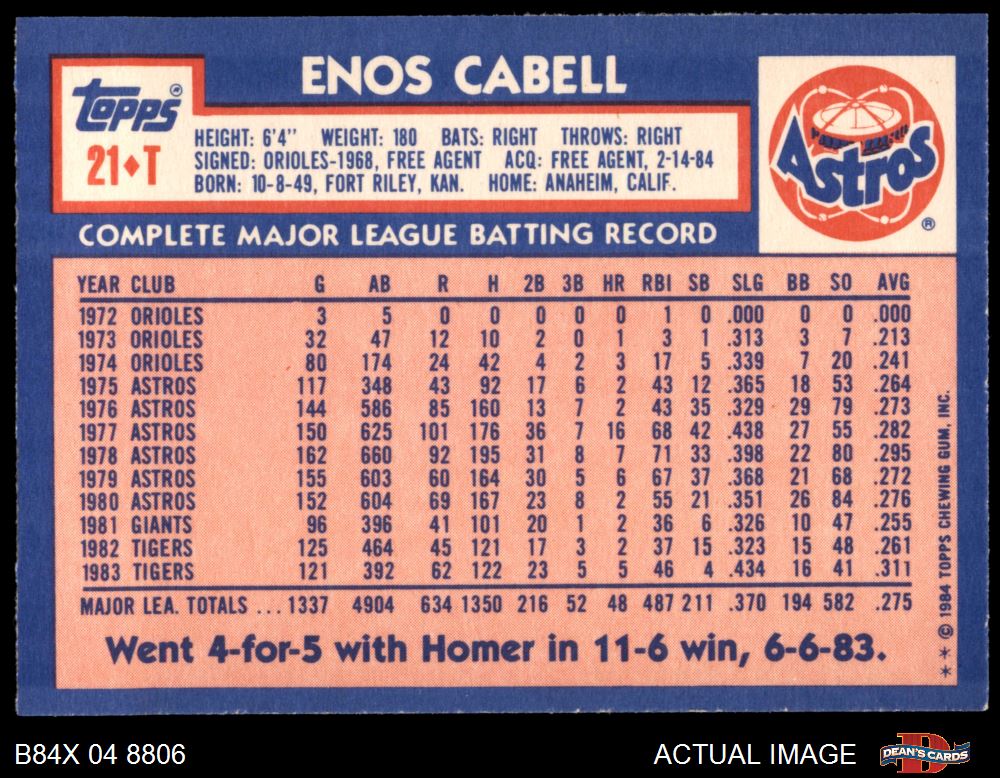 ENOS CABELL
Topps®
21♦T
HEIGHT: 6'4" WEIGHT: 180 BATS: RIGHT THROWS: RIGHT
SIGNED: ORIOLES-1968, FREE AGENT ACQ: FREE AGENT, 2-14-84
BORN: 10-8-49, FORT RILEY, KAN. HOME: ANAHEIM, CALIF.
Astros
®
COMPLETE MAJOR LEAGUE BATTING RECORD
YEAR CLUB G AB R H 2B 3B HR RBI SB SLG BB SO AVG
1972 ORIOLES 3 5 0 0 0 0 0 1 0 .000 0 0 .000
1973 ORIOLES 32 47 12 10 2 0 1 3 1 .313 3 7 .213
1974 ORIOLES 80 174 24 42 4 2 3 17 5 .339 7 20 .241
1975 ASTROS 117 348 43 92 17 6 2 43 12 .365 18 53 .264
1976 ASTROS 144 586 85 160 13 7 2 43 35 .329 29 79 .273
1977 ASTROS 150 625 101 176 36 7 16 68 42 .438 27 55 .282
1978 ASTROS 162 660 92 195 31 8 7 71 33 .398 22 80 .295
1979 ASTROS 155 603 60 164 30 5 6 67 37 .368 21 68 .272
1980 ASTROS 152 604 69 167 23 8 2 55 21 .351 26 84 .276
1981 GIANTS 96 396 41 101 20 1 2 36 6 .326 10 47 .255
1982 TIGERS 125 464 45 121 17 3 2 37 15 .323 15 48 .261
1983 TIGERS 121 392 62 122 23 5 5 46 4 .434 16 41 .311
MAJOR LEA. TOTALS ... 1337 4904 634 1350 216 52 48 487 211 .370 194 582 .275
Went 4-for-5 with Homer in 11-6 win, 6-6-83.
** © 1984 TOPPS CHEWING GUM, INC.
B84X 04 8806
ACTUAL IMAGE
DEAN'S CARDS